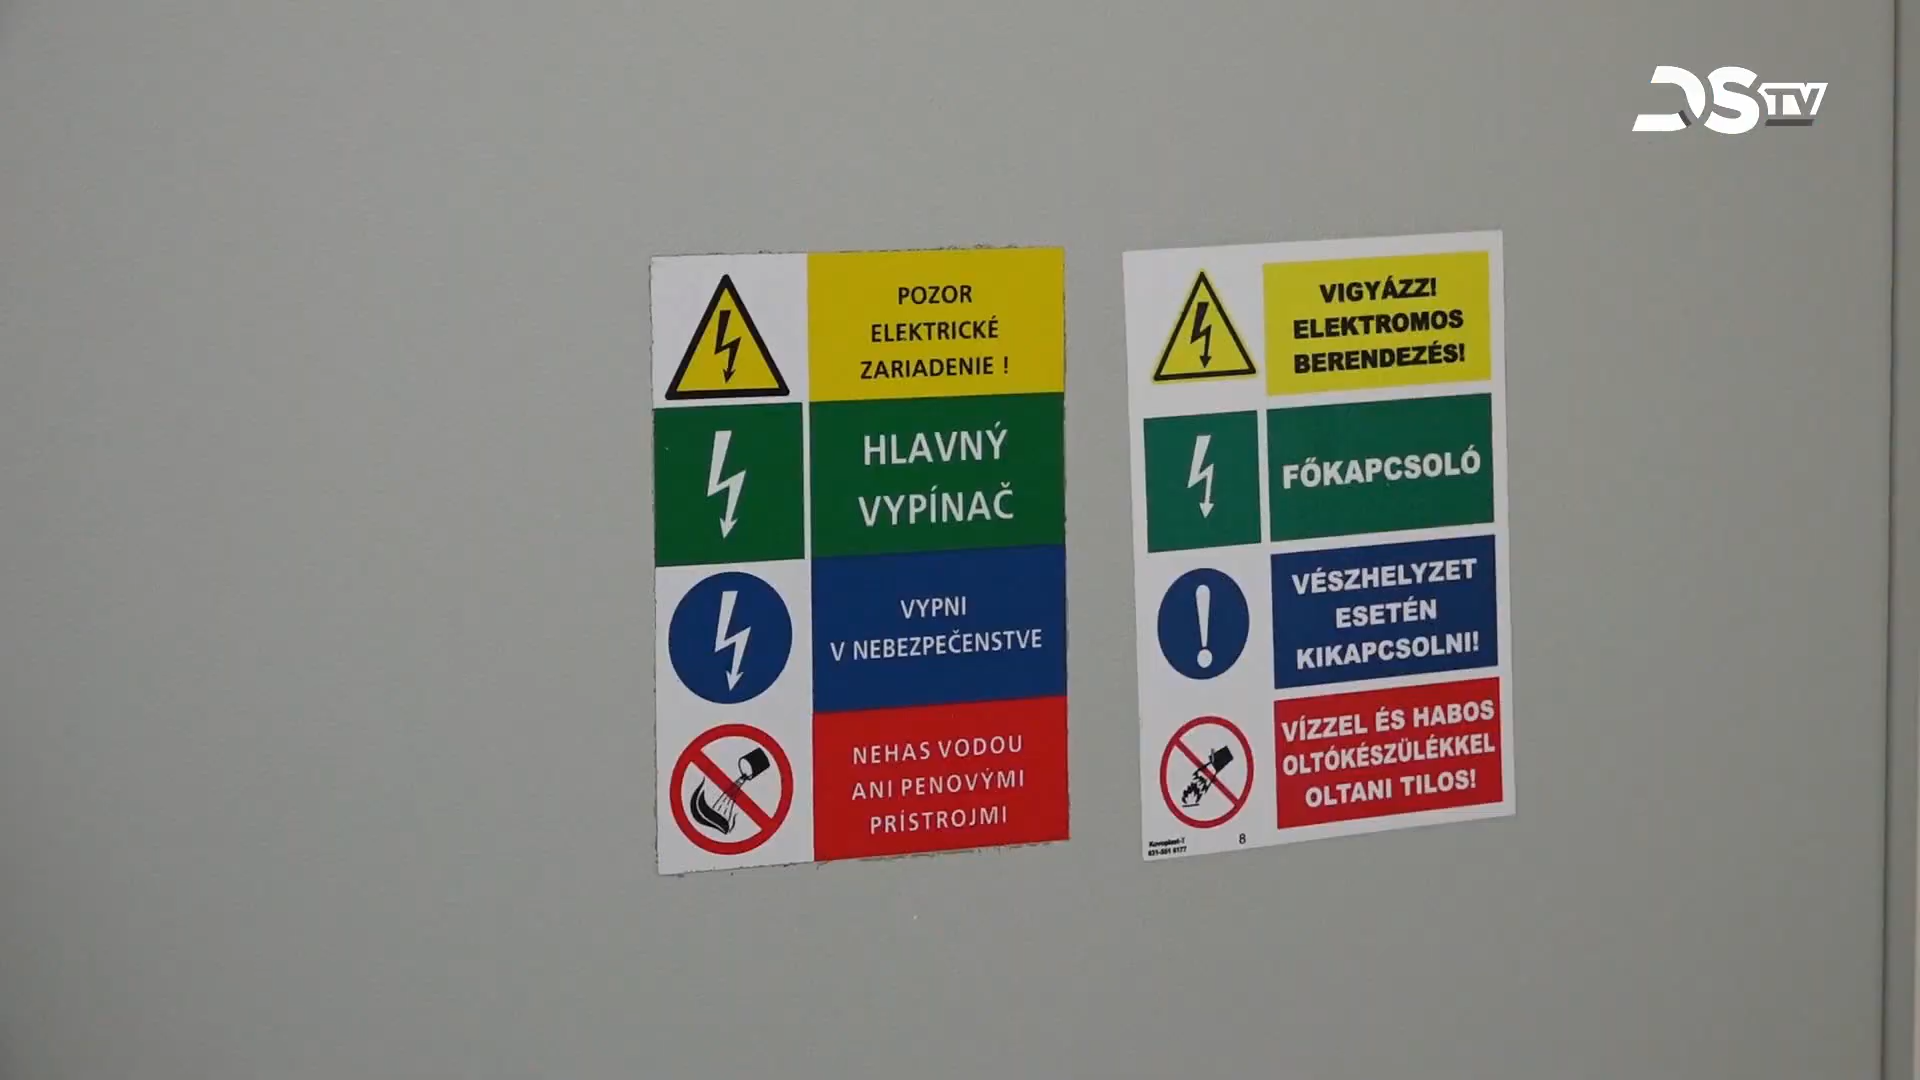 DSTV
POZOR
ELEKTRICKÉ
ZARIADENIE !
HLAVNÝ
VYPÍNAČ
VYPNI
V NEBEZPEČENSTVE
NEHAS VODOU
ANI PENOVÝMI
PRÍSTROJMI
VIGYÁZZ!
ELEKTROMOS
BERENDEZÉS!
FŐKAPCSOLÓ
VÉSZHELYZET
ESETÉN
KIKAPCSOLNI!
VÍZZEL ÉS HABOS
OLTÓKÉSZÜLÉKKEL
OLTANI TILOS!
Kovoplast-T
8